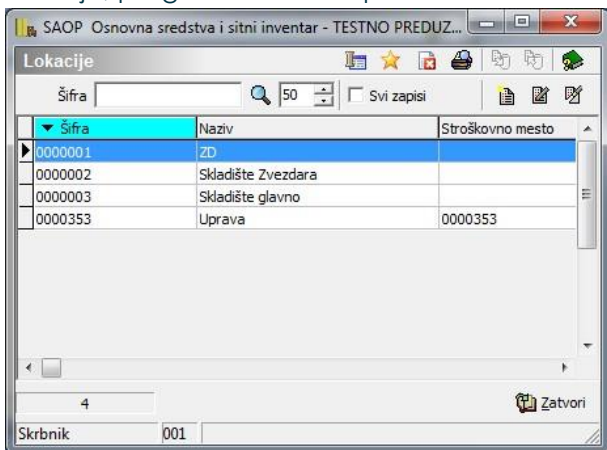 SAOP Osnovna sredstva i sitni inventar - TESTNO PREDUZ...
Lokacije
Šifra 50 Svi zapisi
Šifra Naziv Stroškovno mesto
0000001 ZD
0000002 Skladište Zvezdara
0000003 Skladište glavno
0000353 Uprava 0000353
4 Zatvori
Skrbnik 001